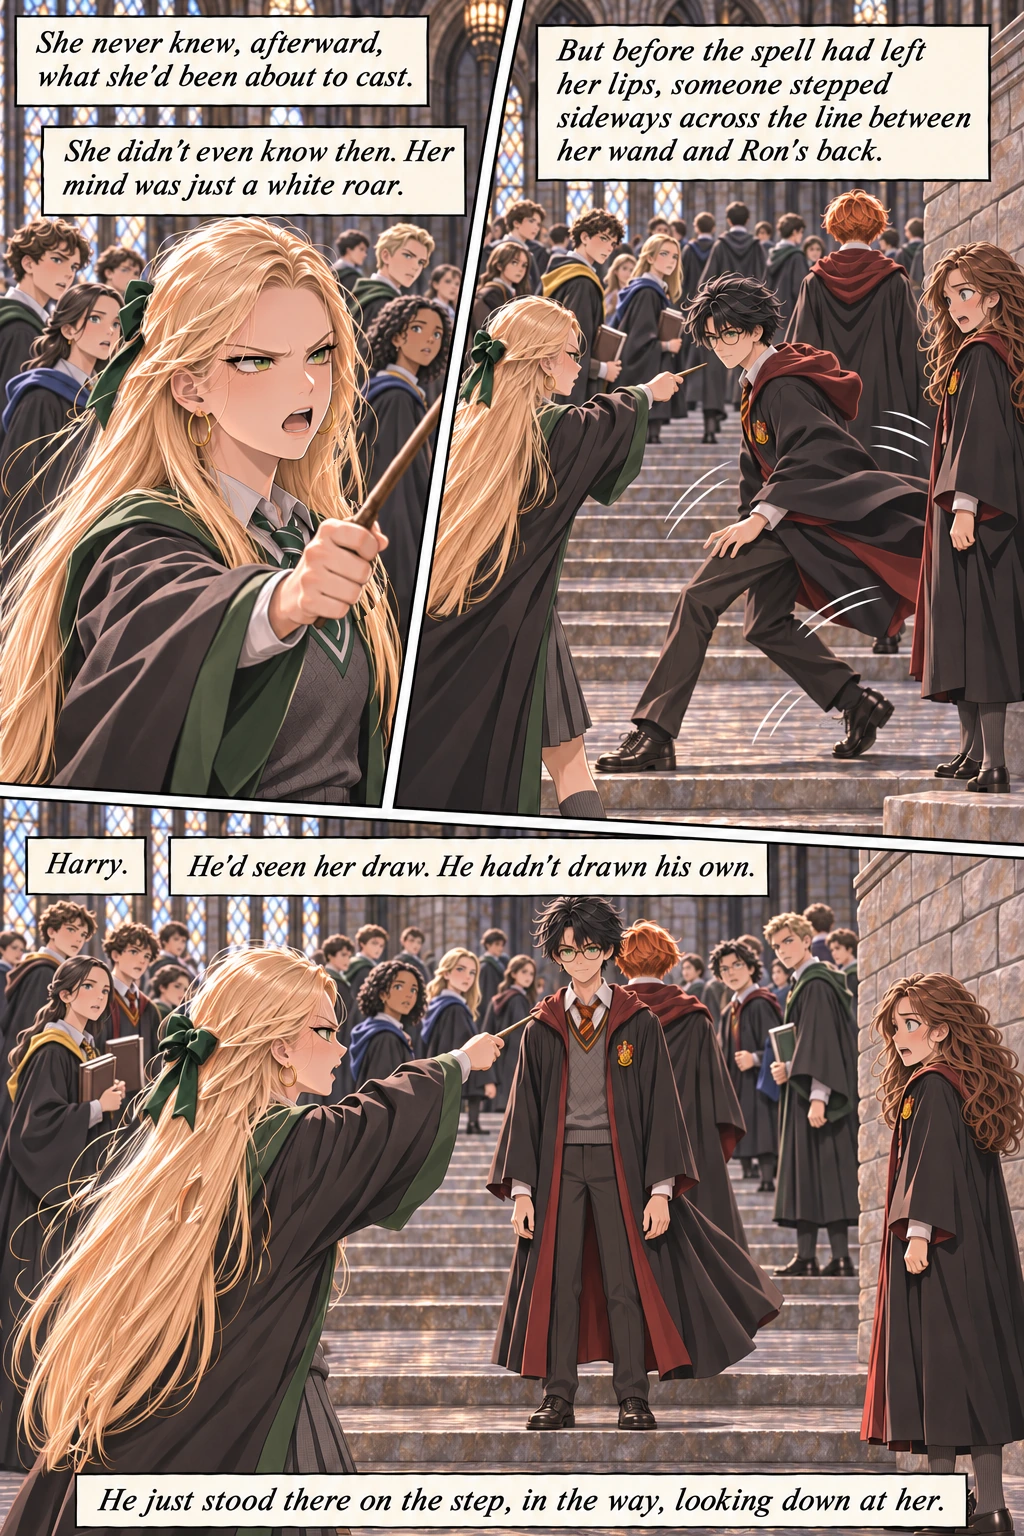 She never knew, afterward,
what she'd been about to cast.
She didn't even know then. Her
mind was just a white roar.
But before the spell had left
her lips, someone stepped
sideways across the line between
her wand and Ron's back.
Harry.
He'd seen her draw. He hadn't drawn his own.
He just stood there on the step, in the way, looking down at her.